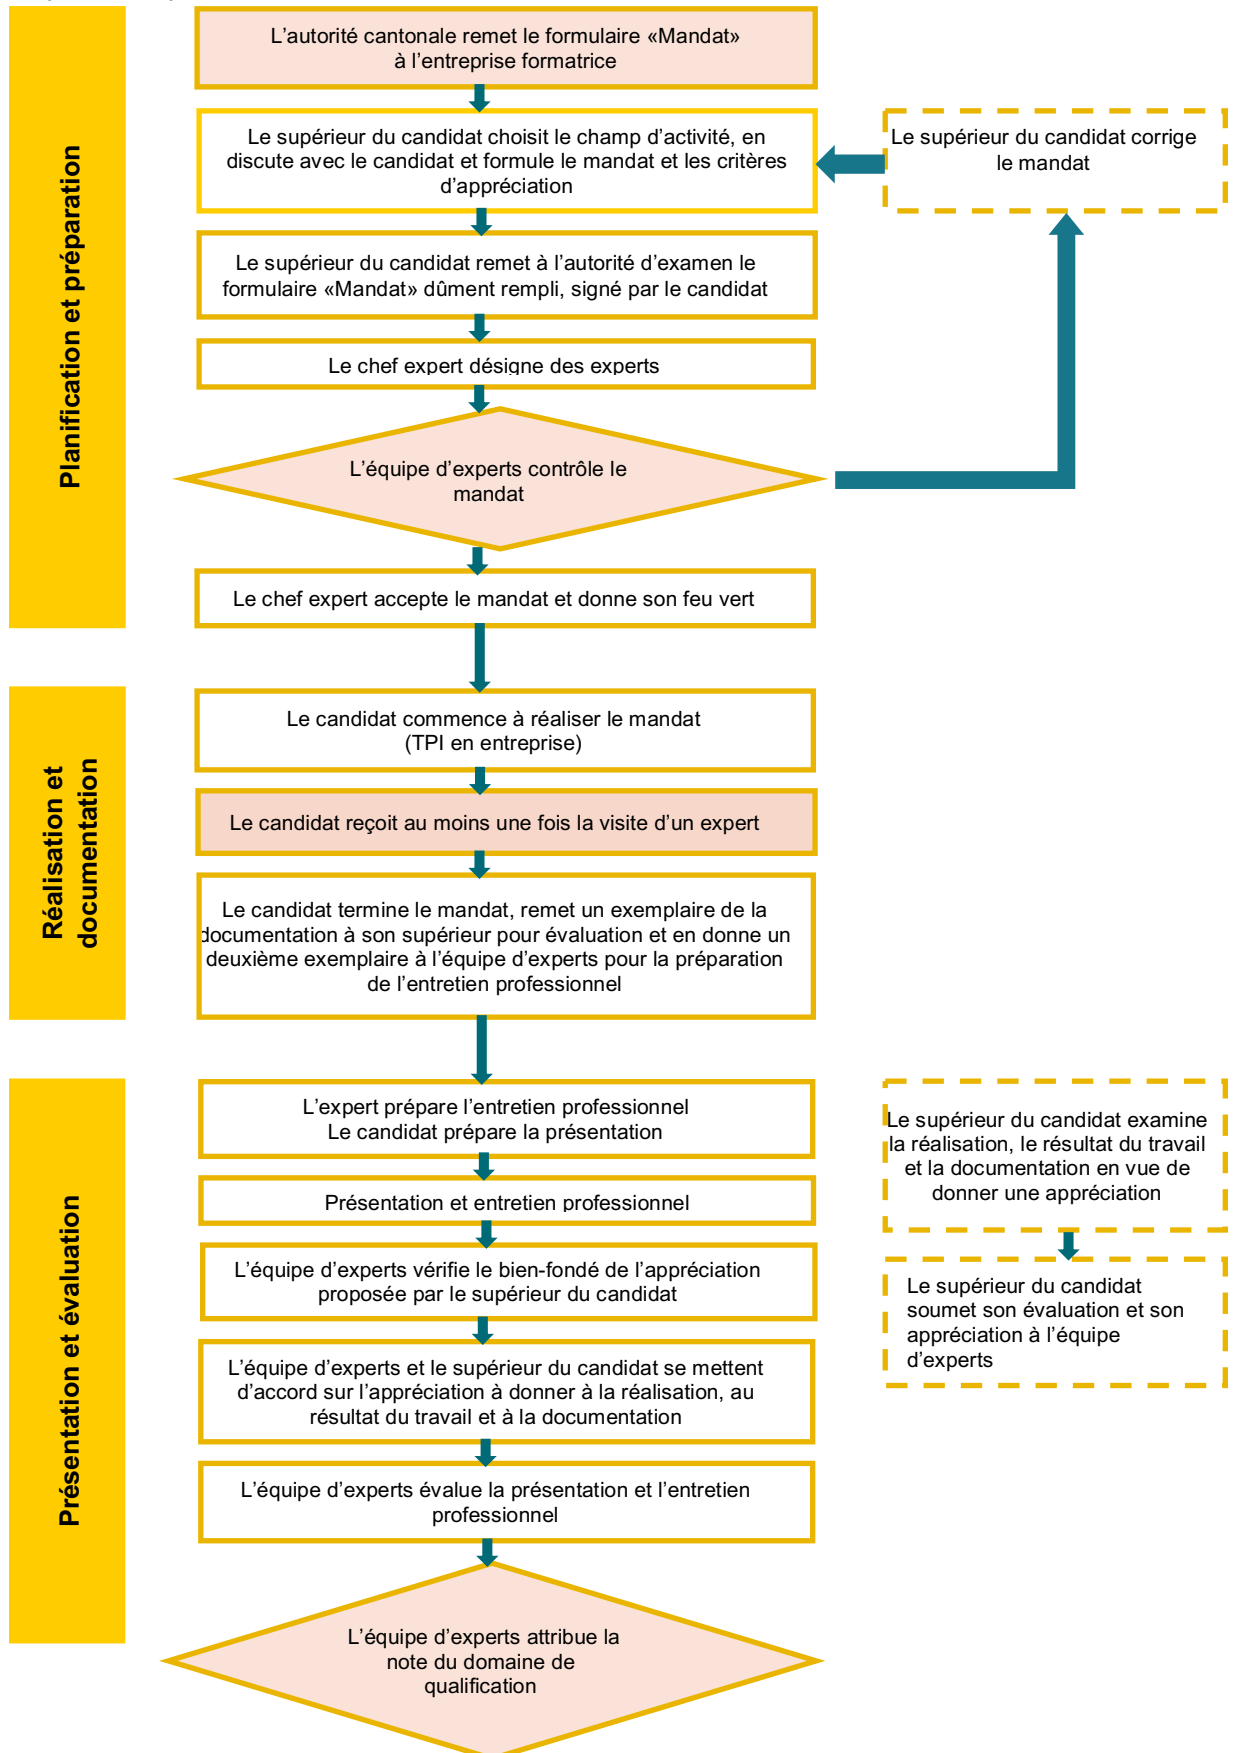 Planification et préparation
L’autorité cantonale remet le formulaire «Mandat»
à l’entreprise formatrice
Le supérieur du candidat choisit le champ d’activité, en
discute avec le candidat et formule le mandat et les critères
d’appréciation
Le supérieur du candidat corrige
le mandat
Le supérieur du candidat remet à l’autorité d’examen le
formulaire «Mandat» dûment rempli, signé par le candidat
Le chef expert désigne des experts
L’équipe d’experts contrôle le
mandat
Le chef expert accepte le mandat et donne son feu vert
Réalisation et
documentation
Le candidat commence à réaliser le mandat
(TPI en entreprise)
Le candidat reçoit au moins une fois la visite d’un expert
Le candidat termine le mandat, remet un exemplaire de la
documentation à son supérieur pour évaluation et en donne un
deuxième exemplaire à l’équipe d’experts pour la préparation
de l’entretien professionnel
Présentation et évaluation
L’expert prépare l’entretien professionnel
Le candidat prépare la présentation
Le supérieur du candidat examine
la réalisation, le résultat du travail
et la documentation en vue de
donner une appréciation
Présentation et entretien professionnel
L’équipe d’experts vérifie le bien-fondé de l’appréciation
proposée par le supérieur du candidat
Le supérieur du candidat
soumet son évaluation et son
appréciation à l’équipe
d’experts
L’équipe d’experts et le supérieur du candidat se mettent
d’accord sur l’appréciation à donner à la réalisation, au
résultat du travail et à la documentation
L’équipe d’experts évalue la présentation et l’entretien
professionnel
L’équipe d’experts attribue la
note du domaine de
qualification